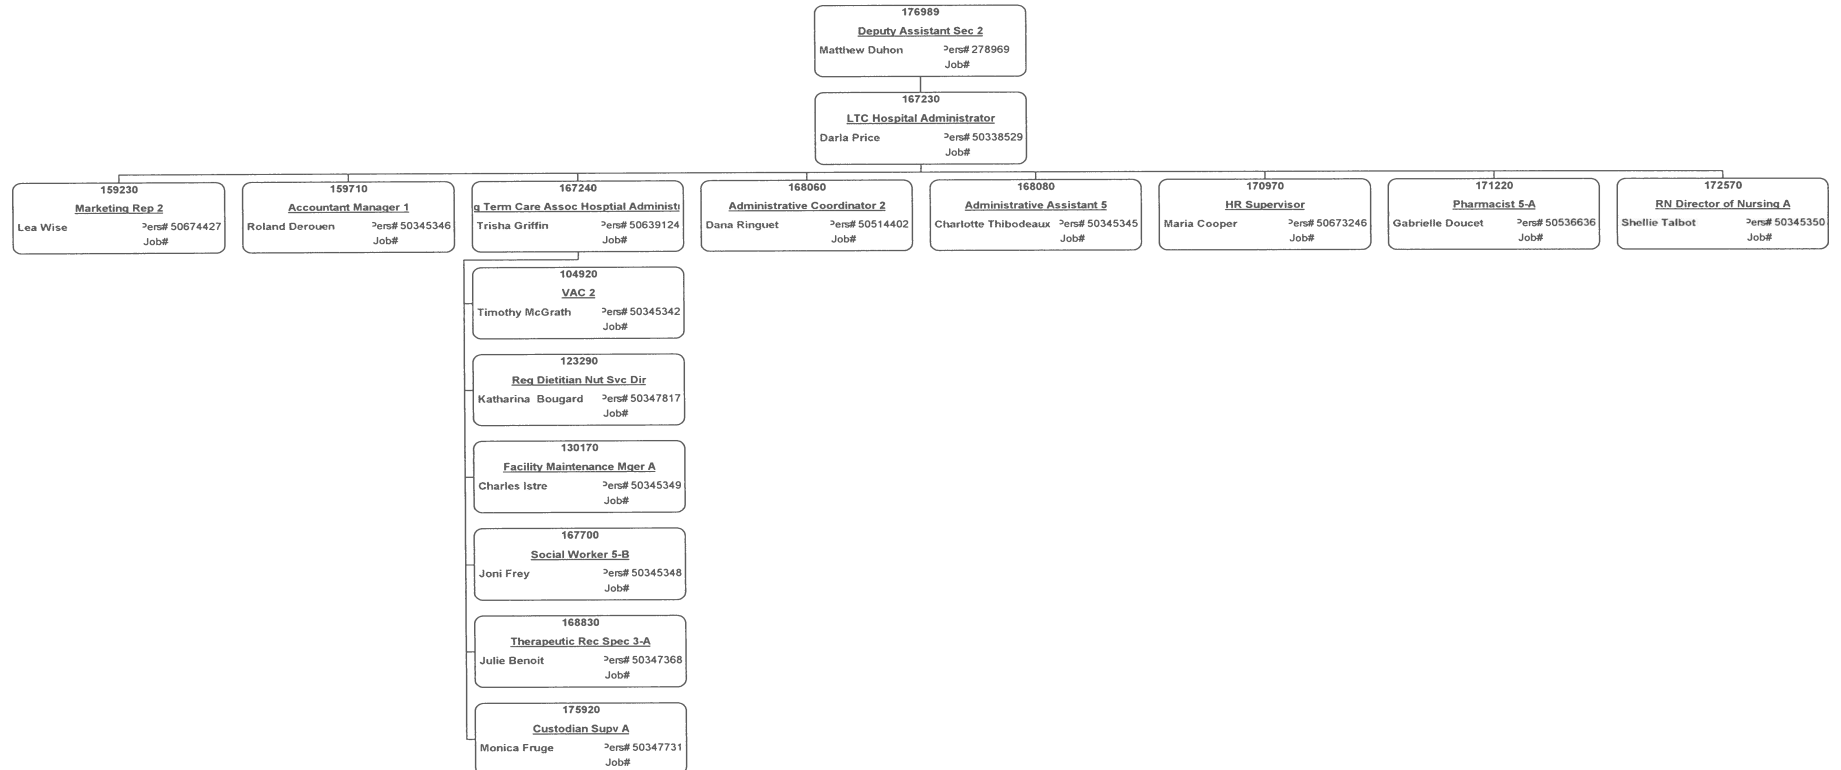 176989
Deputy Assistant Sec 2
Matthew Duhon Pers# 278969
Job#
167230
LTC Hospital Administrator
Darla Price Pers# 50338529
Job#
159230
Marketing Rep 2
Lea Wise Pers# 50674427
Job#
159710
Accountant Manager 1
Roland Derouen Pers# 50345346
Job#
167240
g Term Care Assoc Hosptial Administ
Trisha Griffin Pers# 50639124
Job#
168060
Administrative Coordinator 2
Dana Ringuet Pers# 50514402
Job#
168080
Administrative Assistant 5
Charlotte Thibodeaux Pers# 50345345
Job#
170970
HR Supervisor
Maria Cooper Pers# 50673246
Job#
171220
Pharmacist 5-A
Gabrielle Doucet Pers# 50536636
Job#
172570
RN Director of Nursing A
Shellie Talbot Pers# 50345350
Job#
104920
VAC 2
Timothy McGrath Pers# 50345342
Job#
123290
Reg Dietitian Nut Svc Dir
Katharina Bougard Pers# 50347817
Job#
130170
Facility Maintenance Mger A
Charles Istre Pers# 50345349
Job#
167700
Social Worker 5-B
Joni Frey Pers# 50345348
Job#
168830
Therapeutic Rec Spec 3-A
Julie Benoit Pers# 50347368
Job#
175920
Custodian Supv A
Monica Fruge Pers# 50347731
Job#